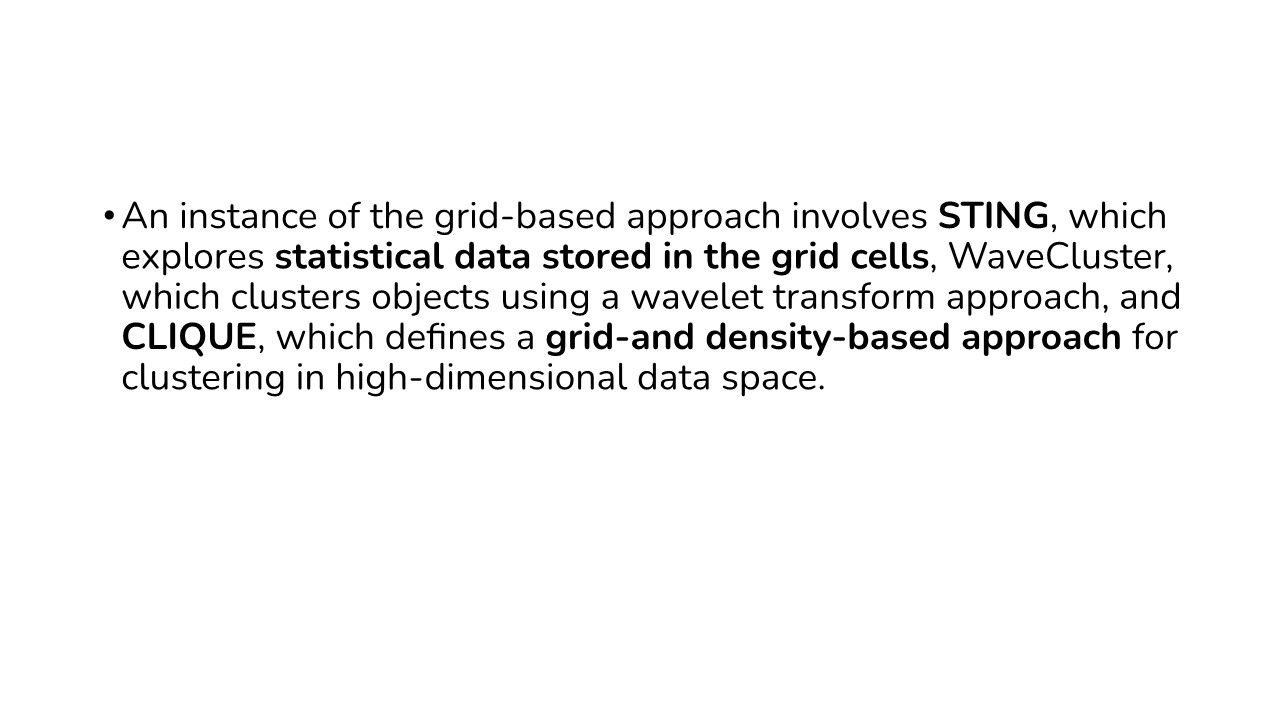 • An instance of the grid-based approach involves STING, which
explores statistical data stored in the grid cells, WaveCluster,
which clusters objects using a wavelet transform approach, and
CLIQUE, which defines a grid-and density-based approach for
clustering in high-dimensional data space.